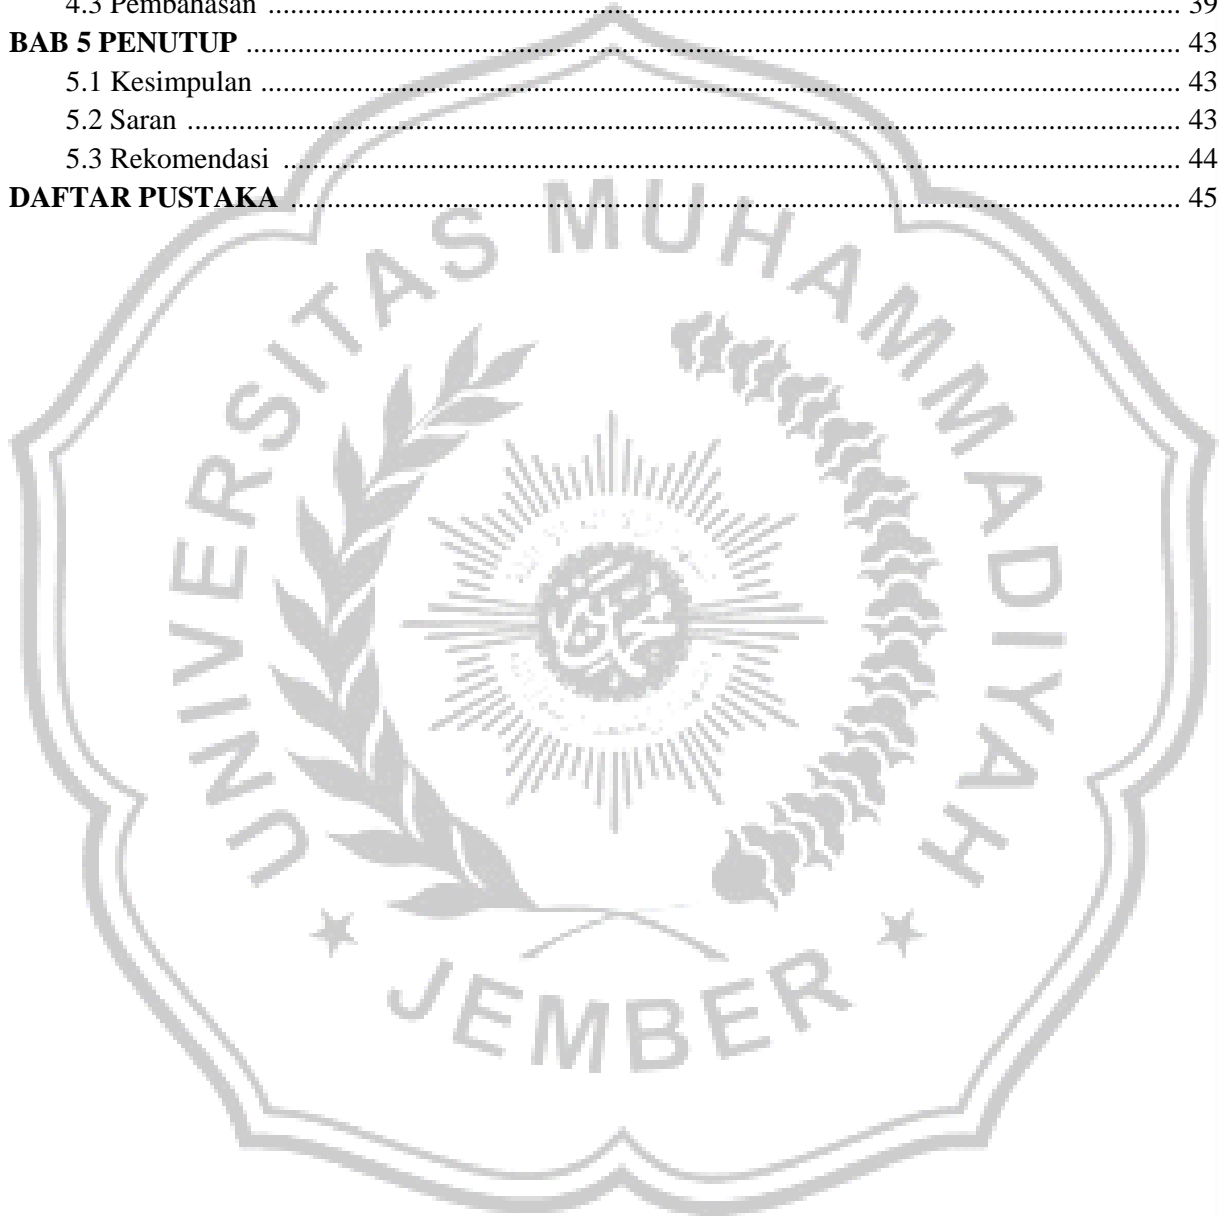 4.3 Pembahasan ........................................................................................................................ 39
BAB 5 PENUTUP ........................................................................................................................ 43
5.1 Kesimpulan ........................................................................................................................ 43
5.2 Saran ........................................................................................................................ 43
5.3 Rekomendasi ........................................................................................................................ 44
DAFTAR PUSTAKA ........................................................................................................................ 45
UNIVERSITAS MUHAMMADIYAH
JEMBER